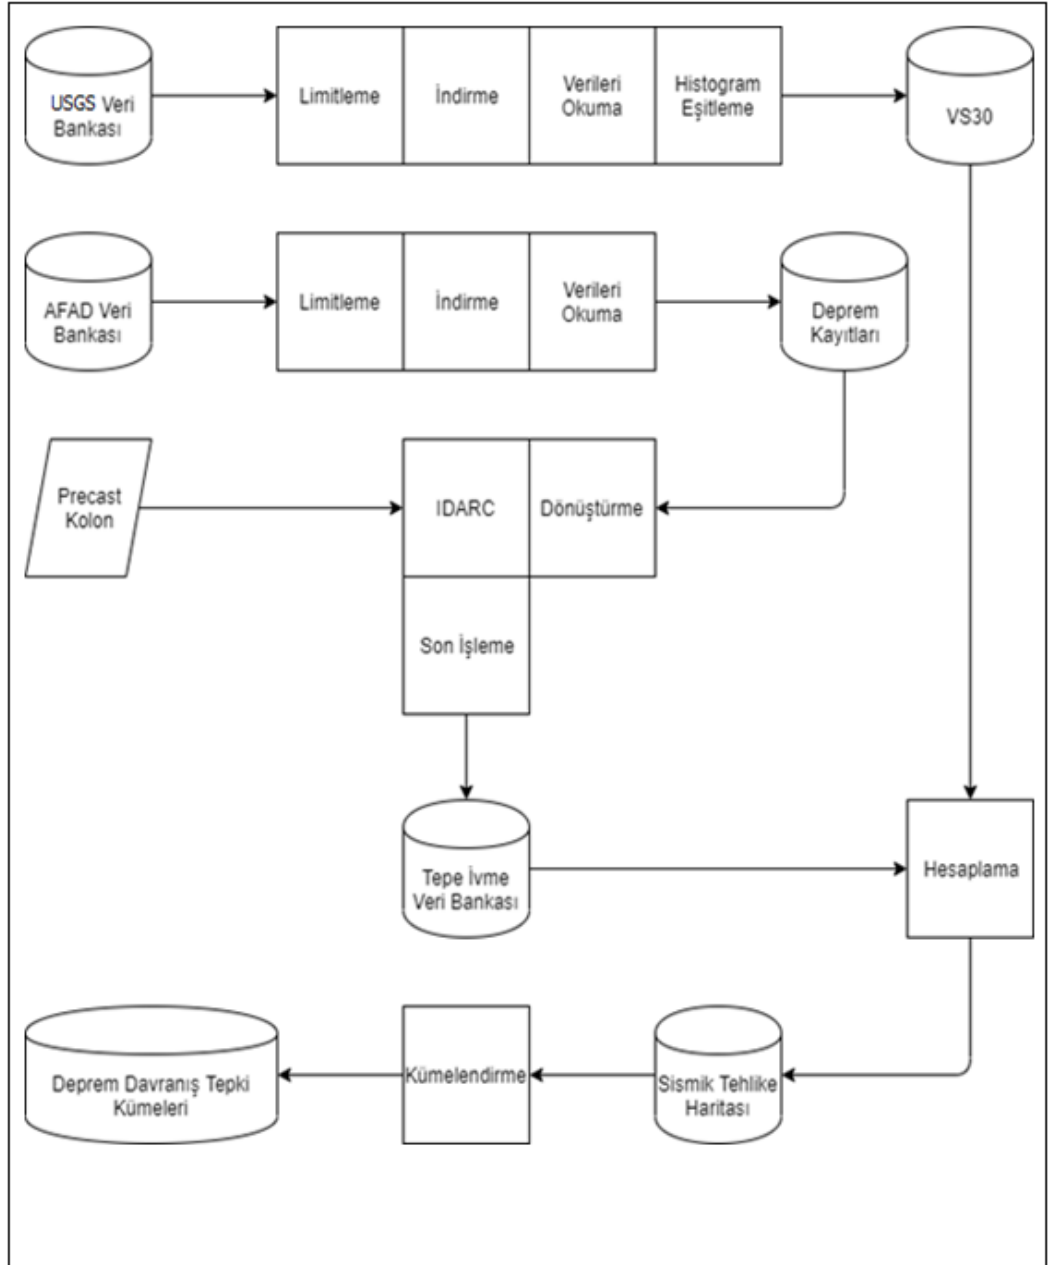 USGS Veri
Bankası
Limitleme
İndirme
Verileri
Okuma
Histogram
Eşitleme
VS30
AFAD Veri
Bankası
Limitleme
İndirme
Verileri
Okuma
Deprem
Kayıtları
Precast
Kolon
IDARC
Dönüştürme
Son İşleme
Tepe İvme
Veri Bankası
Hesaplama
Deprem Davranış Tepki
Kümeleri
Kümelendirme
Sismik Tehlike
Haritası